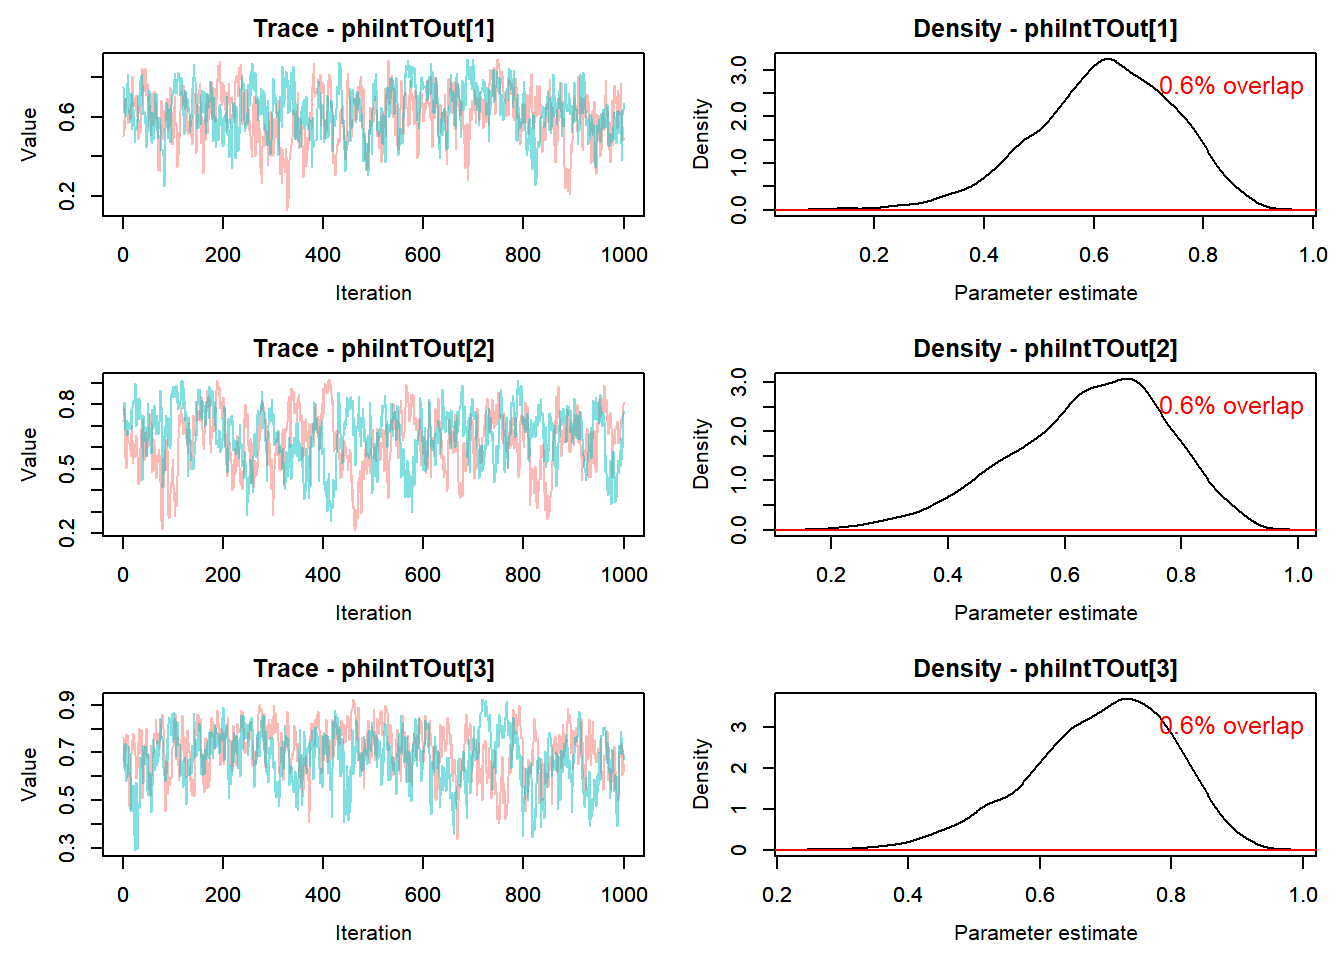 Trace - phiIntTOut[1]
Value
0.2
0.6
0
200
400
600
800
1000
Iteration
Density - phiIntTOut[1]
0.6% overlap
Density
0.0
1.0
2.0
3.0
0.2
0.4
0.6
0.8
1.0
Parameter estimate
Trace - phiIntTOut[2]
Value
0.2
0.5
0.8
0
200
400
600
800
1000
Iteration
Density - phiIntTOut[2]
0.6% overlap
Density
0.0
1.0
2.0
3.0
0.2
0.4
0.6
0.8
1.0
Parameter estimate
Trace - phiIntTOut[3]
Value
0.3
0.5
0.7
0.9
0
200
400
600
800
1000
Iteration
Density - phiIntTOut[3]
0.6% overlap
Density
0
1
2
3
0.2
0.4
0.6
0.8
1.0
Parameter estimate